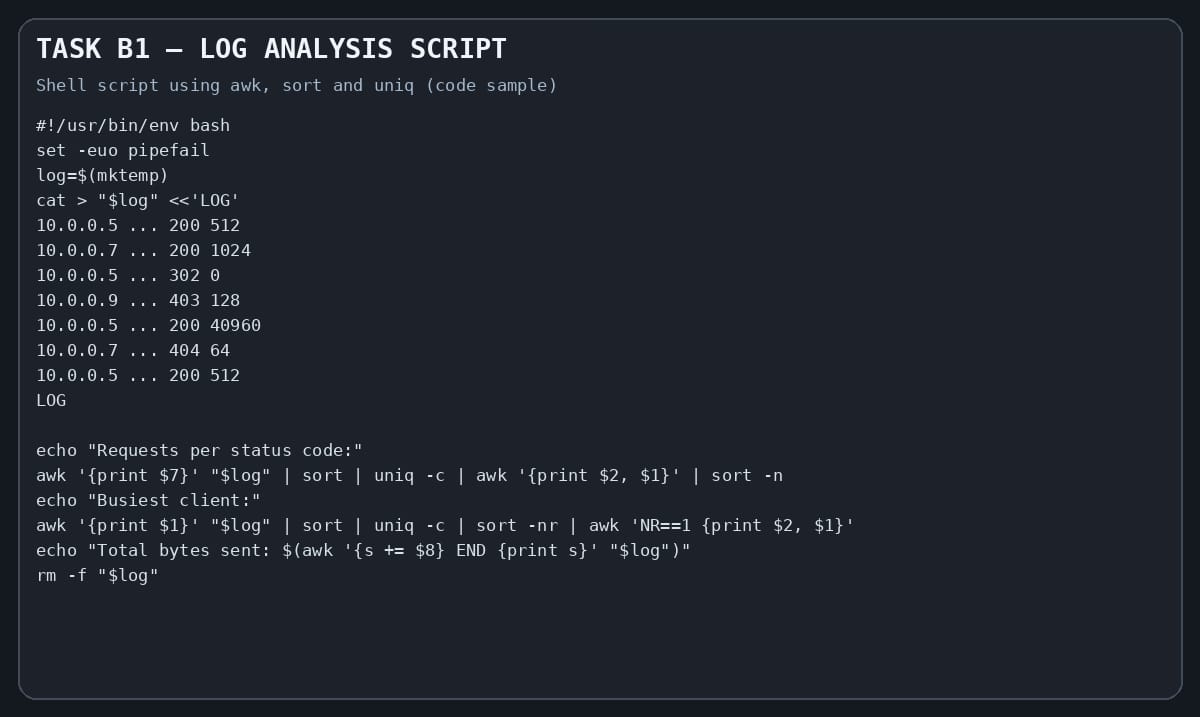 TASK B1 — LOG ANALYSIS SCRIPT
Shell script using awk, sort and uniq (code sample)
#!/usr/bin/env bash
set -euo pipefail
log=$(mktemp)
cat > "$log" <<'LOG'
10.0.0.5 ... 200 512
10.0.0.7 ... 200 1024
10.0.0.5 ... 302 0
10.0.0.9 ... 403 128
10.0.0.5 ... 200 40960
10.0.0.7 ... 404 64
10.0.0.5 ... 200 512
LOG

echo "Requests per status code:"
awk '{print $7}' "$log" | sort | uniq -c | awk '{print $2, $1}' | sort -n
echo "Busiest client:"
awk '{print $1}' "$log" | sort | uniq -c | sort -nr | awk 'NR==1 {print $2, $1}'
echo "Total bytes sent: $(awk '{s += $8} END {print s}' "$log")"
rm -f "$log"